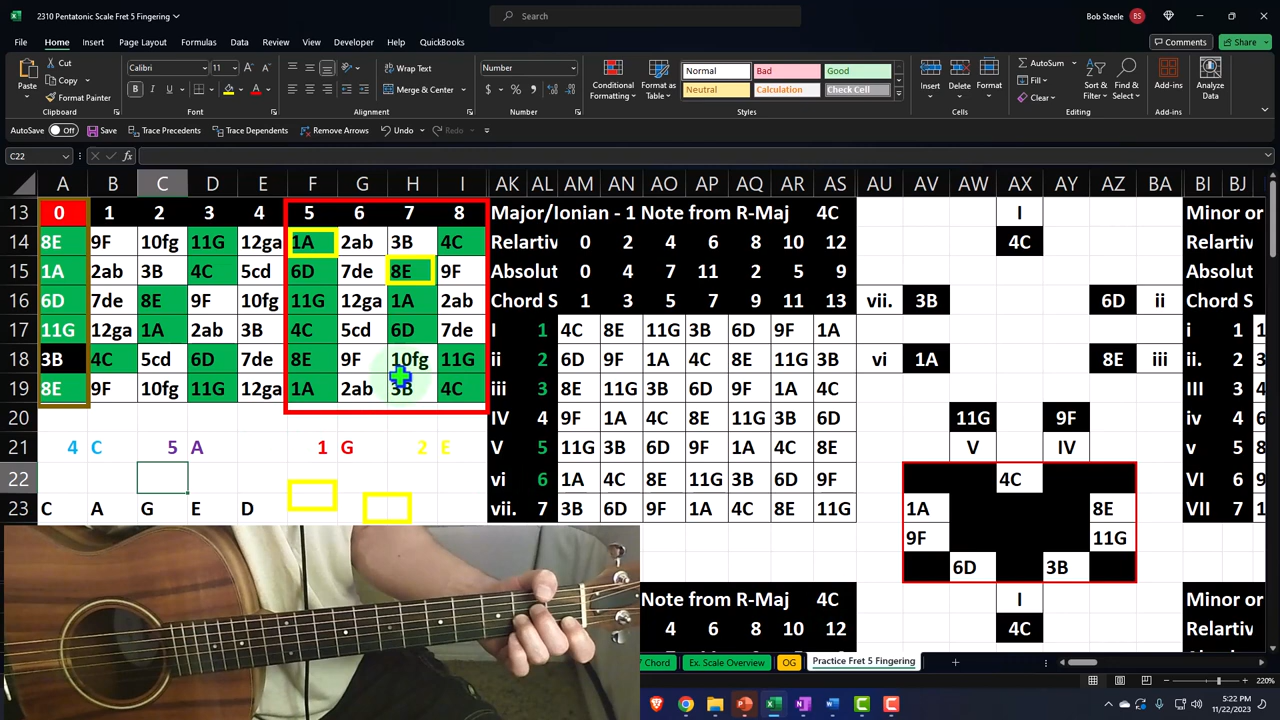 2310 Pentatonic Scale Fret 5 Fingering
Search
Bob Steele BS
File Home Insert Page Layout Formulas Data Review View Developer Help QuickBooks Comments Share
Paste Cut Copy Format Painter Clipboard
Calibri 11 Font
Wrap Text Merge & Center Alignment
Number Number
Conditional Formatting Format as Table
Normal Bad Good
Neutral Calculation Check Cell
Styles
Insert Delete Format Cells
AutoSum Fill Clear Sort & Filter Find & Select Editing
Add-ins Add-ins
Analyze Data
AutoSave Off Save Trace Precedents Trace Dependents Remove Arrows Undo Redo
C22 fx
A B C D E F G H I AK AL AM AN AO AP AQ AR AS AU AV AW AX AY AZ BA BI BJ
13 0 1 2 3 4 5 6 7 8 Major/Ionian - 1 Note from R-Maj 4C I Minor or
14 8E 9F 10fg 11G 12ga 1A 2ab 3B 4C Relativ 0 2 4 6 8 10 12 4C Relativ
15 1A 2ab 3B 4C 5cd 6D 7de 8E 9F Absolut 0 4 7 11 2 5 9 Absolut
16 6D 7de 8E 9F 10fg 11G 12ga 1A 2ab Chord S 1 3 5 7 9 11 13 vii. 3B 6D ii Chord S
17 11G 12ga 1A 2ab 3B 4C 5cd 6D 7de I 1 4C 8E 11G 3B 6D 9F 1A i 1
18 3B 4C 5cd 6D 7de 8E 9F 10fg 11G ii 2 6D 9F 1A 4C 8E 11G 3B vi 1A 8E iii ii. 2
19 8E 9F 10fg 11G 12ga 1A 2ab 3B 4C iii 3 8E 11G 3B 6D 9F 1A 4C III 3
20 IV 4 9F 1A 4C 8E 11G 3B 6D 11G 9F iv 4
21 4 C 5 A 1 G 2 E V 5 11G 3B 6D 9F 1A 4C 8E V IV v 5
22 vi 6 1A 4C 8E 11G 3B 6D 9F 4C VI 6
23 C A G E D vii. 7 3B 6D 9F 1A 4C 8E 11G 1A 8E VII 7
9F 11G
6D 3B
Note from R-Maj 4C I Minor or
4 6 8 10 12 4C Relativ
Chord Ex. Scale Overview OG Practice Fret 5 Fingering
220%
5:22 PM
11/22/2023